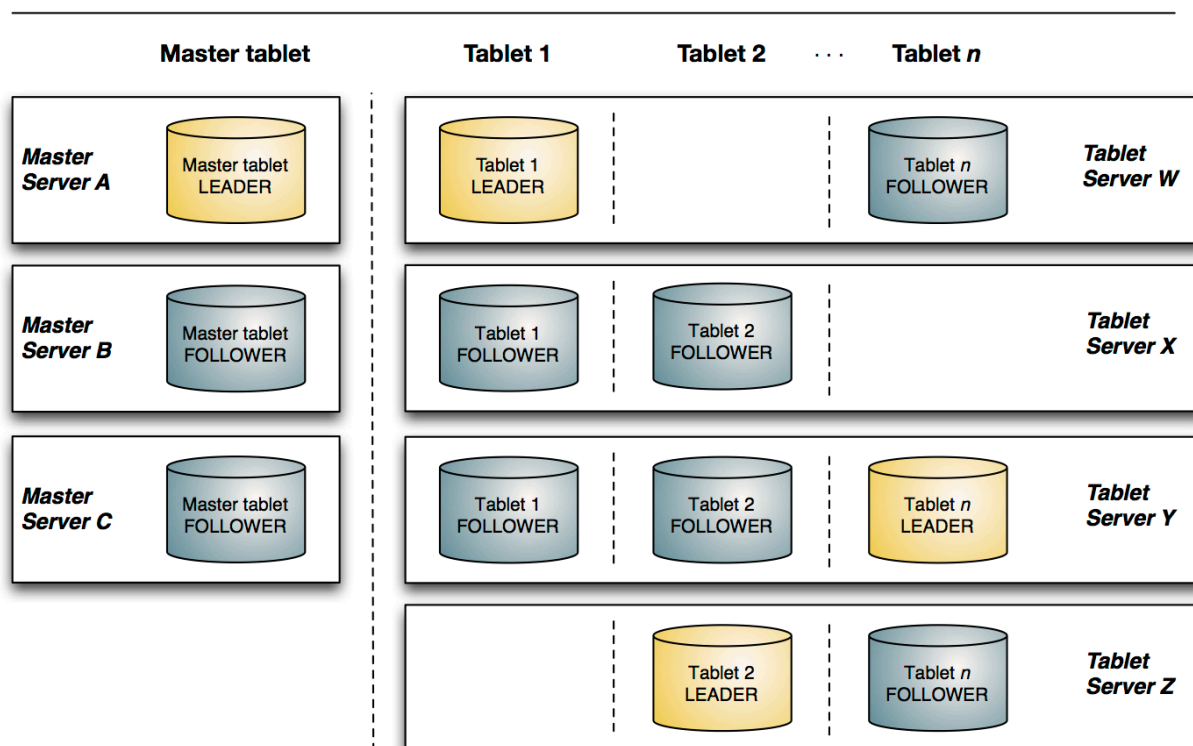 Master tablet Tablet 1 Tablet 2 · · · Tablet n
Master
Server A
Master tablet
LEADER
Tablet 1
LEADER
Tablet n
FOLLOWER
Tablet
Server W
Master
Server B
Master tablet
FOLLOWER
Tablet 1
FOLLOWER
Tablet 2
FOLLOWER
Tablet
Server X
Master
Server C
Master tablet
FOLLOWER
Tablet 1
FOLLOWER
Tablet 2
FOLLOWER
Tablet n
LEADER
Tablet
Server Y
Tablet 2
LEADER
Tablet n
FOLLOWER
Tablet
Server Z